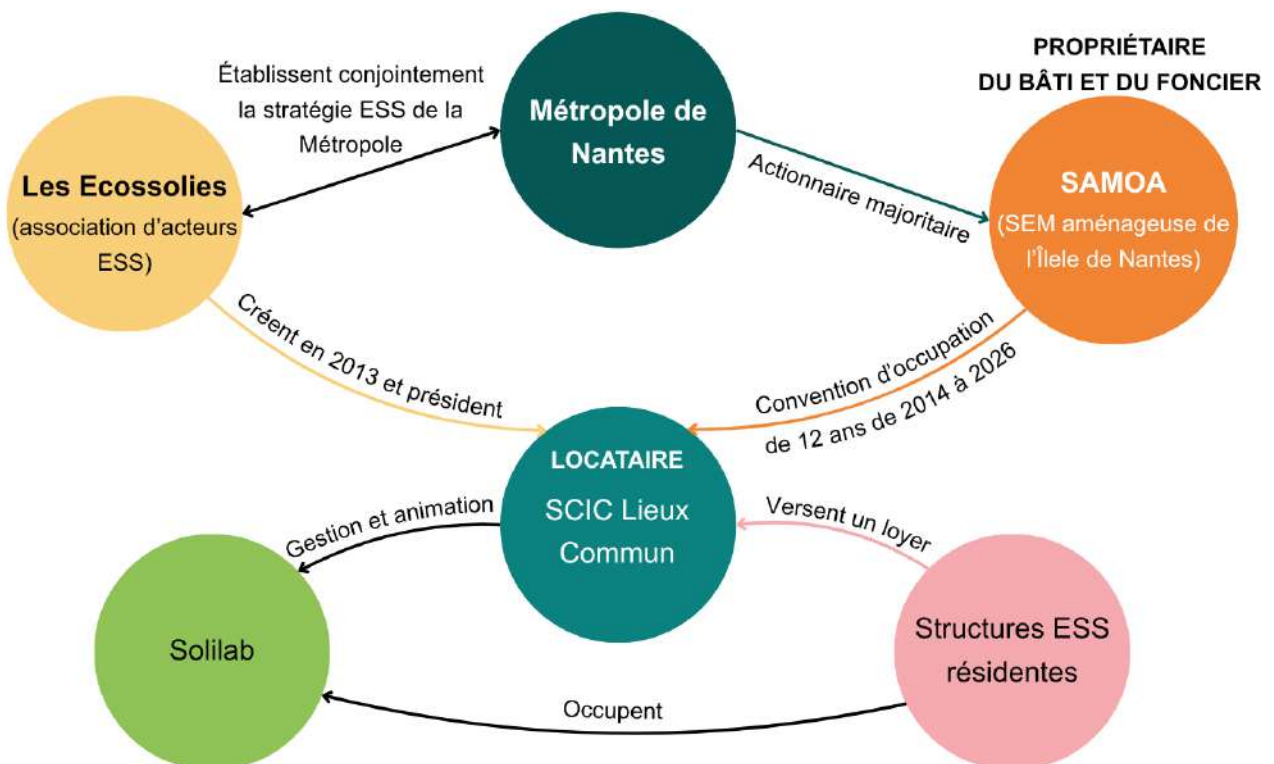 PROPRIÉTAIRE
DU BÂTI ET DU FONCIER
Établissent conjointement
la stratégie ESS de la
Métropole
Métropole de
Nantes
Actionnaire majoritaire
SAMOA
(SEM aménageuse de
l'Îlele de Nantes)
Les Ecossolies
(association d'acteurs
ESS)
Créent en 2013 et président
Convention d'occupation
de 12 ans de 2014 à 2026
LOCATAIRE
SCIC Lieux
Commun
Gestion et animation
Versent un loyer
Solilab
Structures ESS
résidentes
Occupent